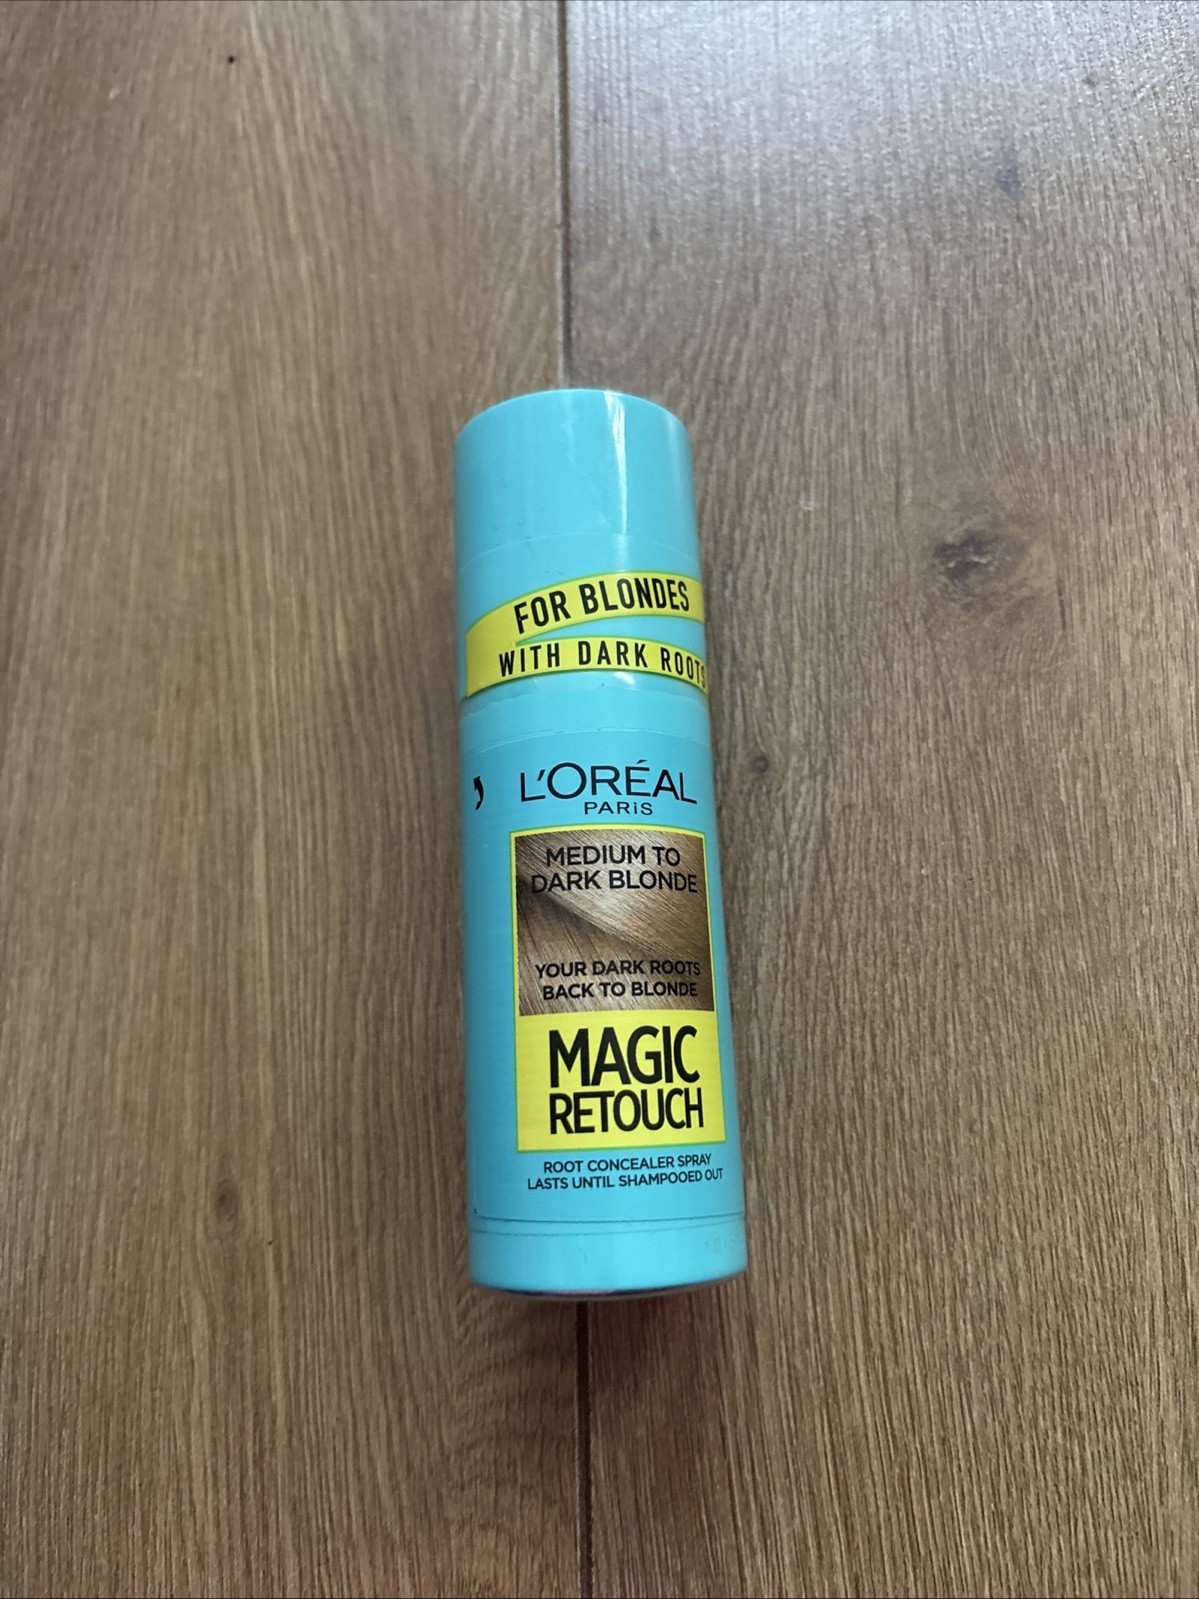 FOR BLONDES
WITH DARK ROOTS
L'ORÉAL
PARiS
MEDIUM TO
DARK BLONDE
YOUR DARK ROOTS
BACK TO BLONDE
MAGIC
RETOUCH
ROOT CONCEALER SPRAY
LASTS UNTIL SHAMPOOED OUT